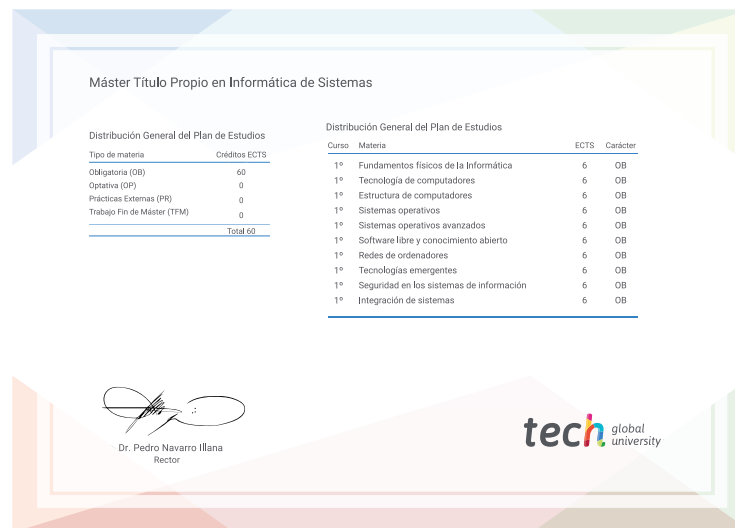 Máster Título Propio en Informática de Sistemas
Distribución General del Plan de Estudios
Tipo de materia Créditos ECTS
Obligatoria (OB) 60
Optativa (OP) 0
Prácticas Externas (PR) 0
Trabajo Fin de Máster (TFM) 0
Total 60
Distribución General del Plan de Estudios
Curso Materia ECTS Carácter
1º Fundamentos físicos de la Informática 6 OB
1º Tecnología de computadores 6 OB
1º Estructura de computadores 6 OB
1º Sistemas operativos 6 OB
1º Sistemas operativos avanzados 6 OB
1º Software libre y conocimiento abierto 6 OB
1º Redes de ordenadores 6 OB
1º Tecnologías emergentes 6 OB
1º Seguridad en los sistemas de información 6 OB
1º Integración de sistemas 6 OB
Dr. Pedro Navarro Illana
Rector
tech global
university